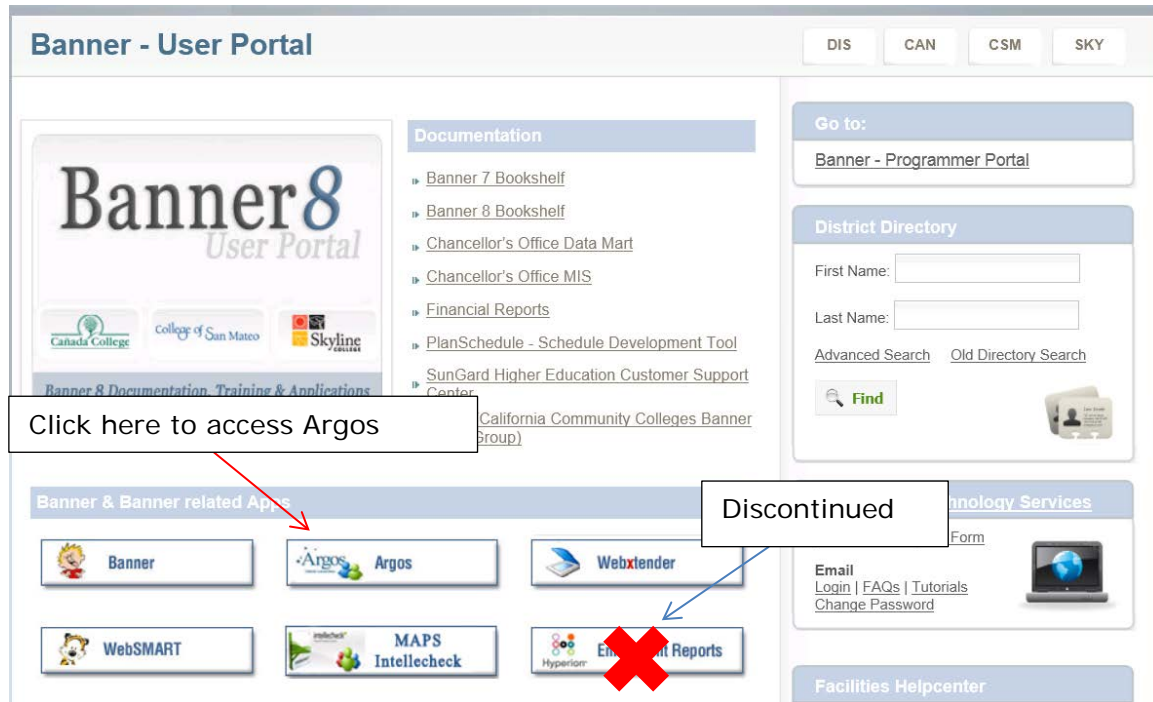 Banner - User Portal
DIS CAN CSM SKY
Banner 8
User Portal
Cañada College
College of San Mateo
Skyline
COLLEGE
Banner 8 Documentation, Training & Applications
Documentation
Banner 7 Bookshelf
Banner 8 Bookshelf
Chancellor's Office Data Mart
Chancellor's Office MIS
Financial Reports
PlanSchedule - Schedule Development Tool
SunGard Higher Education Customer Support
Center
California Community Colleges Banner
Group)
Go to:
Banner - Programmer Portal
District Directory
First Name:
Last Name:
Advanced Search Old Directory Search
Find
Click here to access Argos
Banner & Banner related Apps
Discontinued
Banner
Argos Argos
Webxtender
WebSMART
intellecheck
MAPS
Intellecheck
Hyperion
Reports
Services
Form
Email
Login | FAQs | Tutorials
Change Password
Facilities Helpcenter